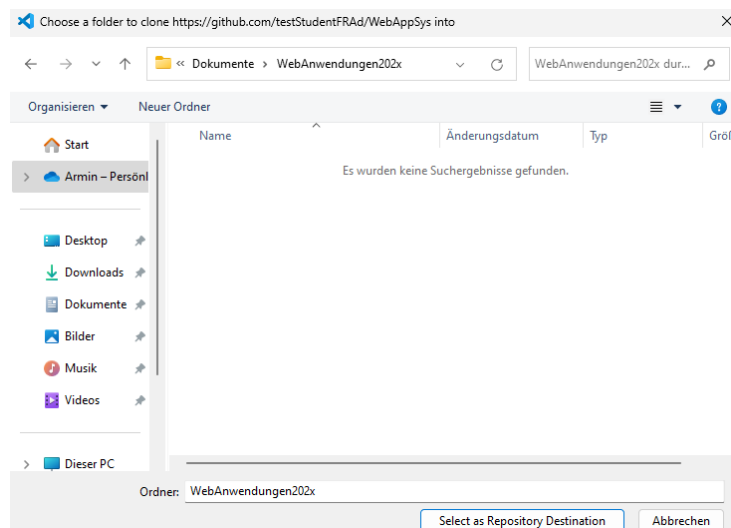 Choose a folder to clone https://github.com/testStudentFRAd/WebAppSys into
« Dokumente > WebAnwendungen202x
WebAnwendungen202x dur...
Organisieren Neuer Ordner
Name Änderungsdatum Typ Größ
Es wurden keine Suchergebnisse gefunden.
Start
Armin – Persönl
Desktop
Downloads
Dokumente
Bilder
Musik
Videos
Dieser PC
Ordner: WebAnwendungen202x
Select as Repository Destination Abbrechen